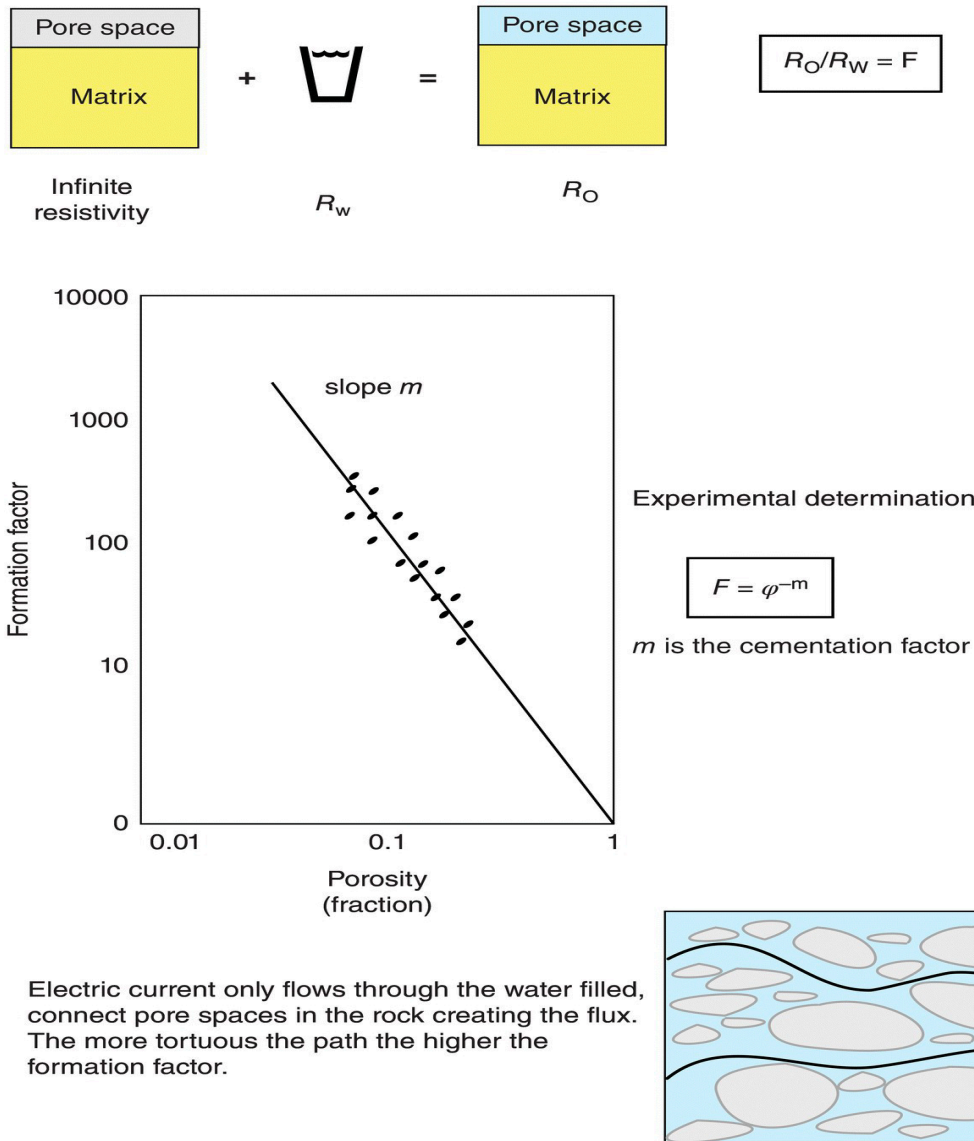 Pore space
Matrix
+
=
Pore space
Matrix
R_O/R_W = F
Infinite
resistivity
R_w
R_O
10000
1000
100
10
0
Formation factor
slope m
0.01
0.1
1
Porosity
(fraction)
Experimental determination
F = φ^–m
m is the cementation factor
Electric current only flows through the water filled,
connect pore spaces in the rock creating the flux.
The more tortuous the path the higher the
formation factor.